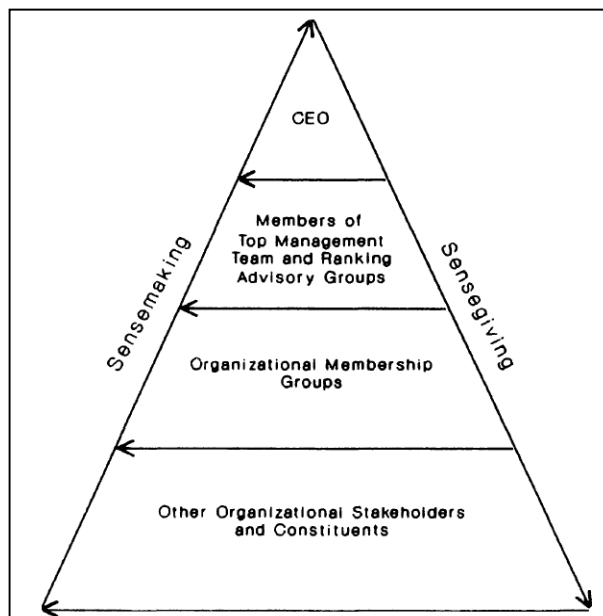 CEO
Members of
Top Management
Team and Ranking
Advisory Groups
Sensemaking
Sensegiving
Organizational Membership
Groups
Other Organizational Stakeholders
and Constituents